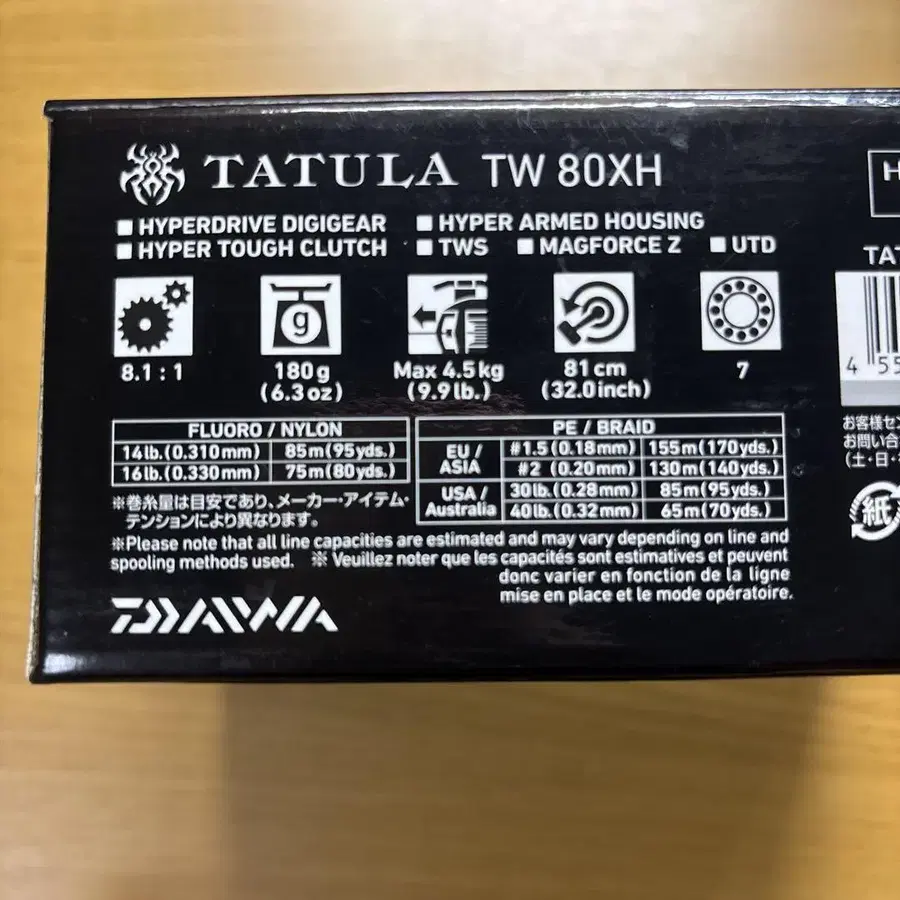 TATULA TW 80XH
■ HYPERDRIVE DIGIGEAR ■ HYPER ARMED HOUSING
■ HYPER TOUGH CLUTCH ■ TWS ■ MAGFORCE Z ■ UTD
g
8.1 : 1
180g
(6.3oz)
Max 4.5kg
(9.9lb.)
81cm
(32.0inch)
7
FLUORO / NYLON
14lb.(0.310mm) 85m(95yds.)
16lb.(0.330mm) 75m(80yds.)
PE / BRAID
EU / ASIA
#1.5(0.18mm) 155m(170yds.)
#2 (0.20mm) 130m(140yds.)
USA / Australia
30lb.(0.28mm) 85m(95yds.)
40lb.(0.32mm) 65m(70yds.)
※巻糸量は目安であり、メーカー・アイテム・
テンションにより異なります。
※Please note that all line capacities are estimated and may vary depending on line and
spooling methods used. ※ Veuillez noter que les capacités sont estimatives et peuvent
donc varier en fonction de la ligne
mise en place et le mode opératoire.
DAIWA
H
TAT
4 55
お客様セン
お問い合
(土・日・
紙